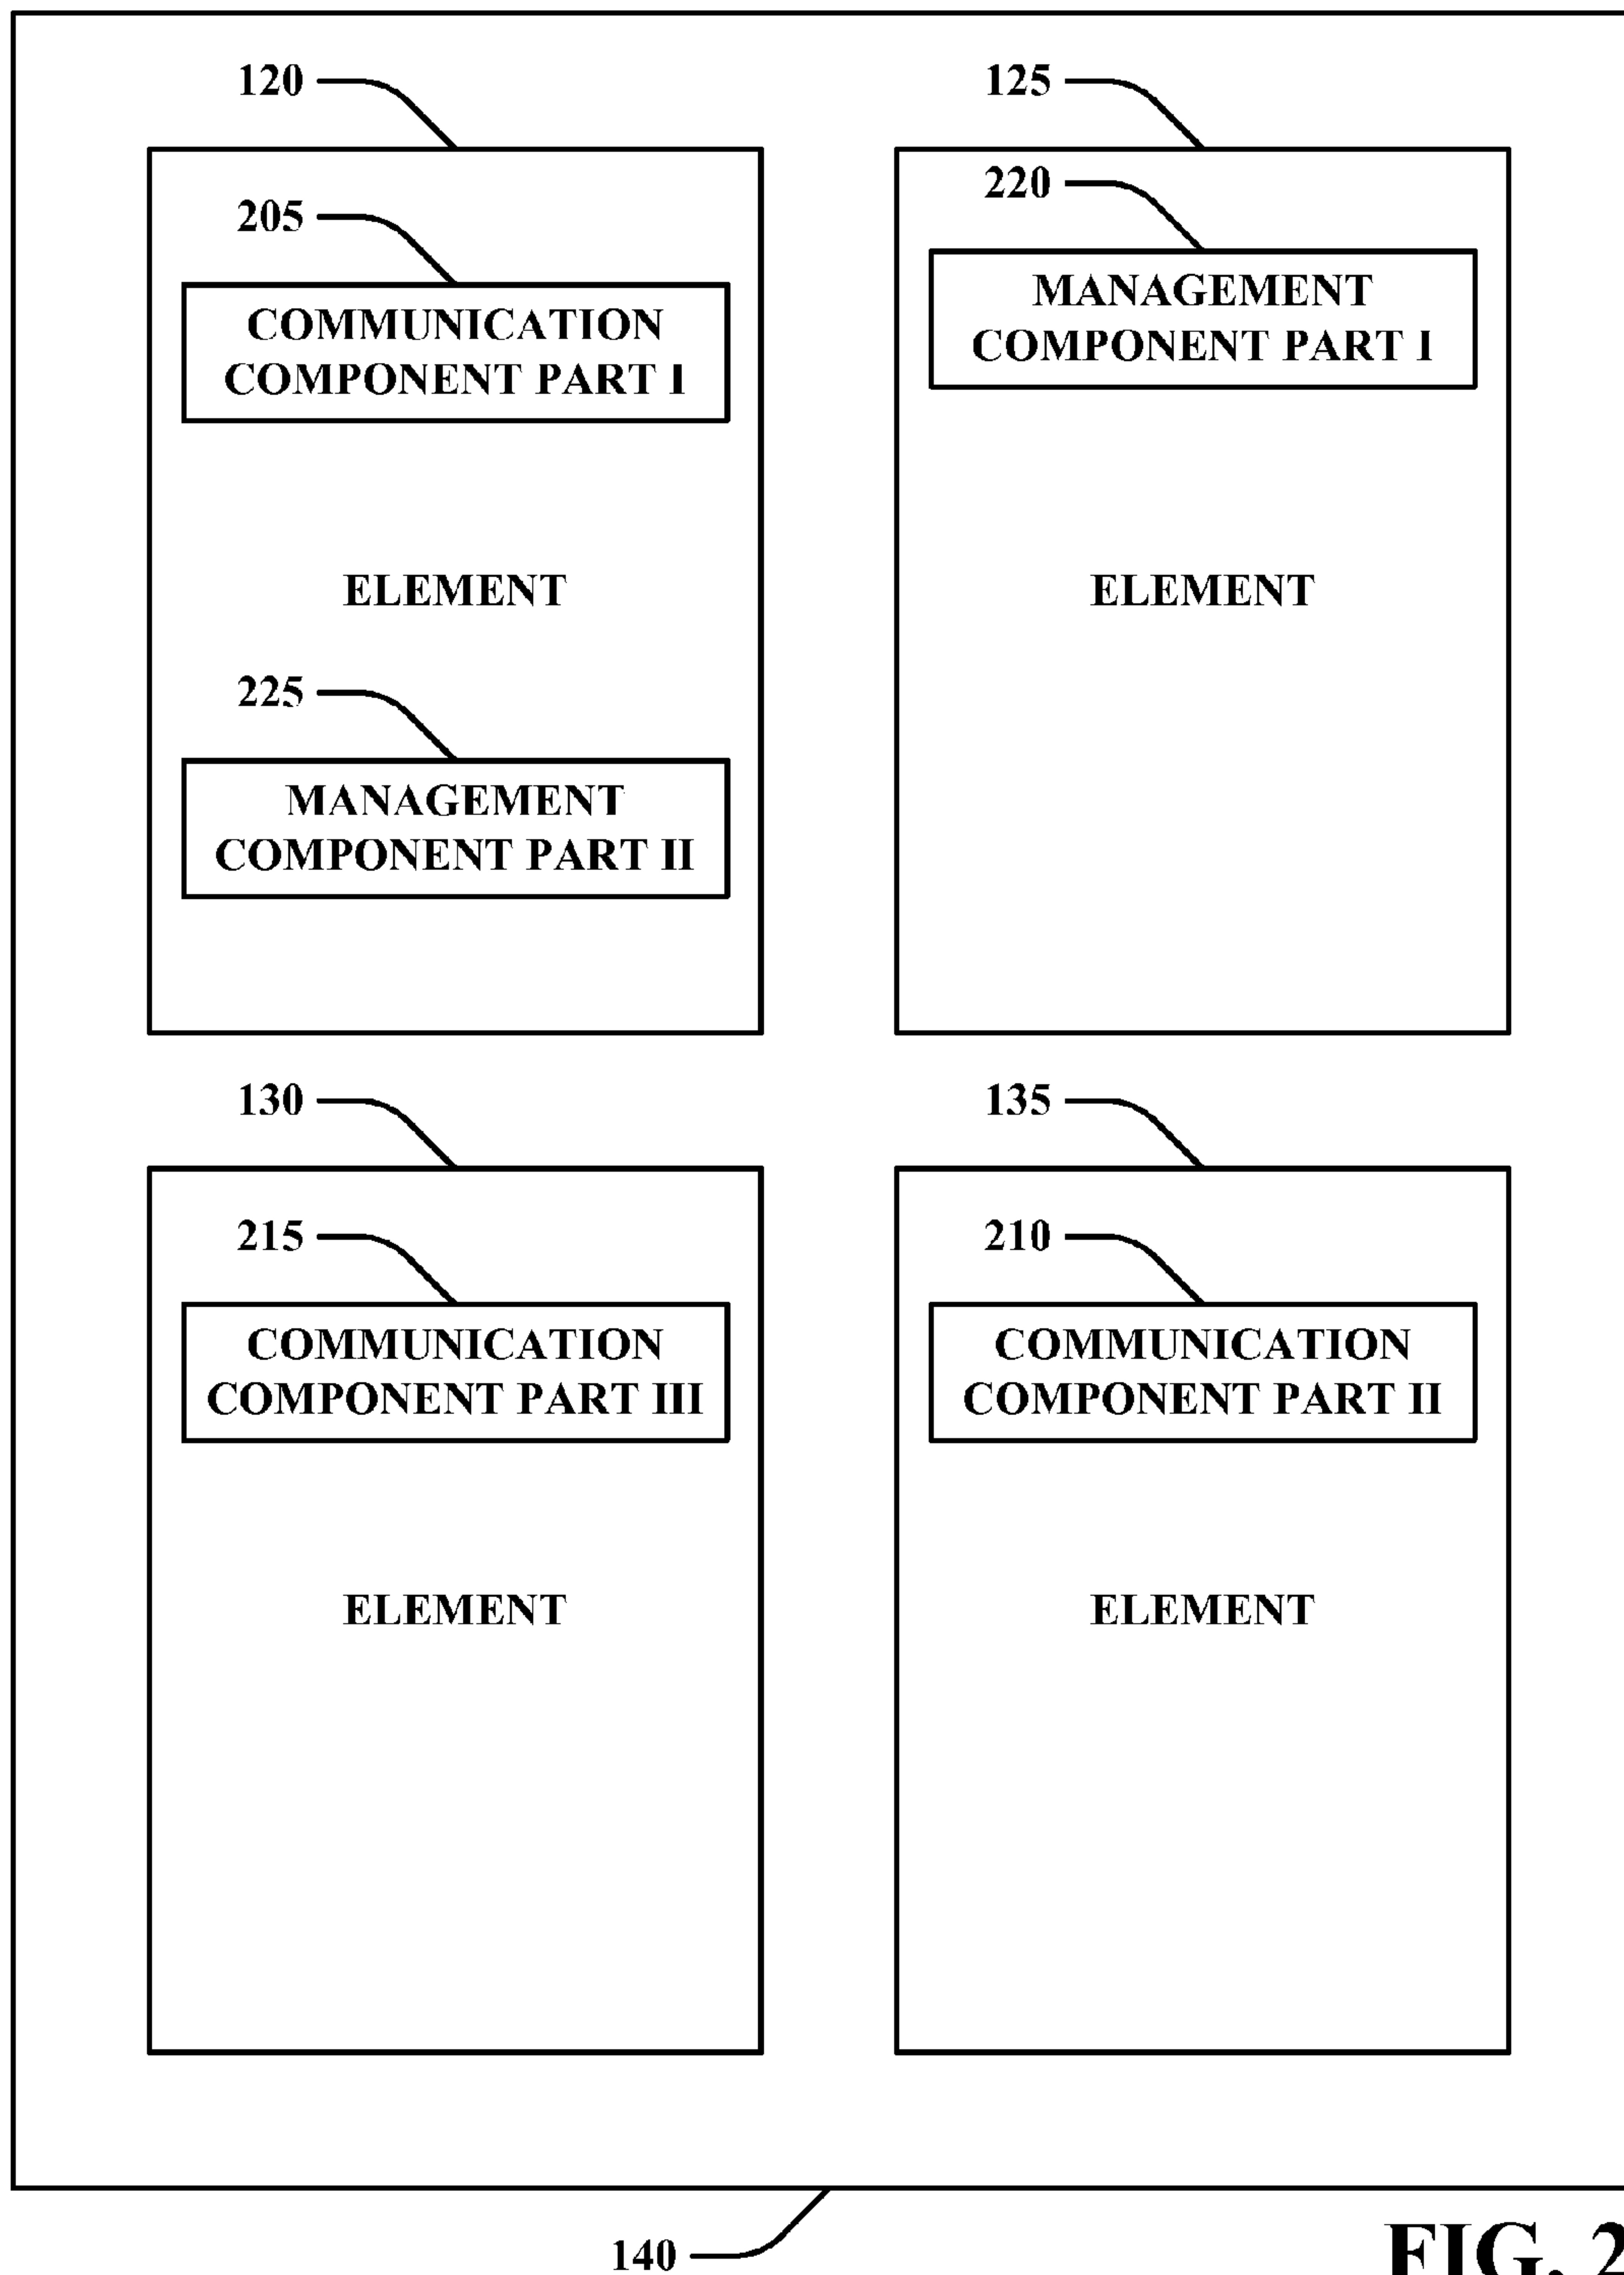 120
125
205
220
COMMUNICATION
COMPONENT PART I
MANAGEMENT
COMPONENT PART I
ELEMENT
ELEMENT
225
MANAGEMENT
COMPONENT PART II
130
135
215
210
COMMUNICATION
COMPONENT PART III
COMMUNICATION
COMPONENT PART II
ELEMENT
ELEMENT
140
FIG. 2